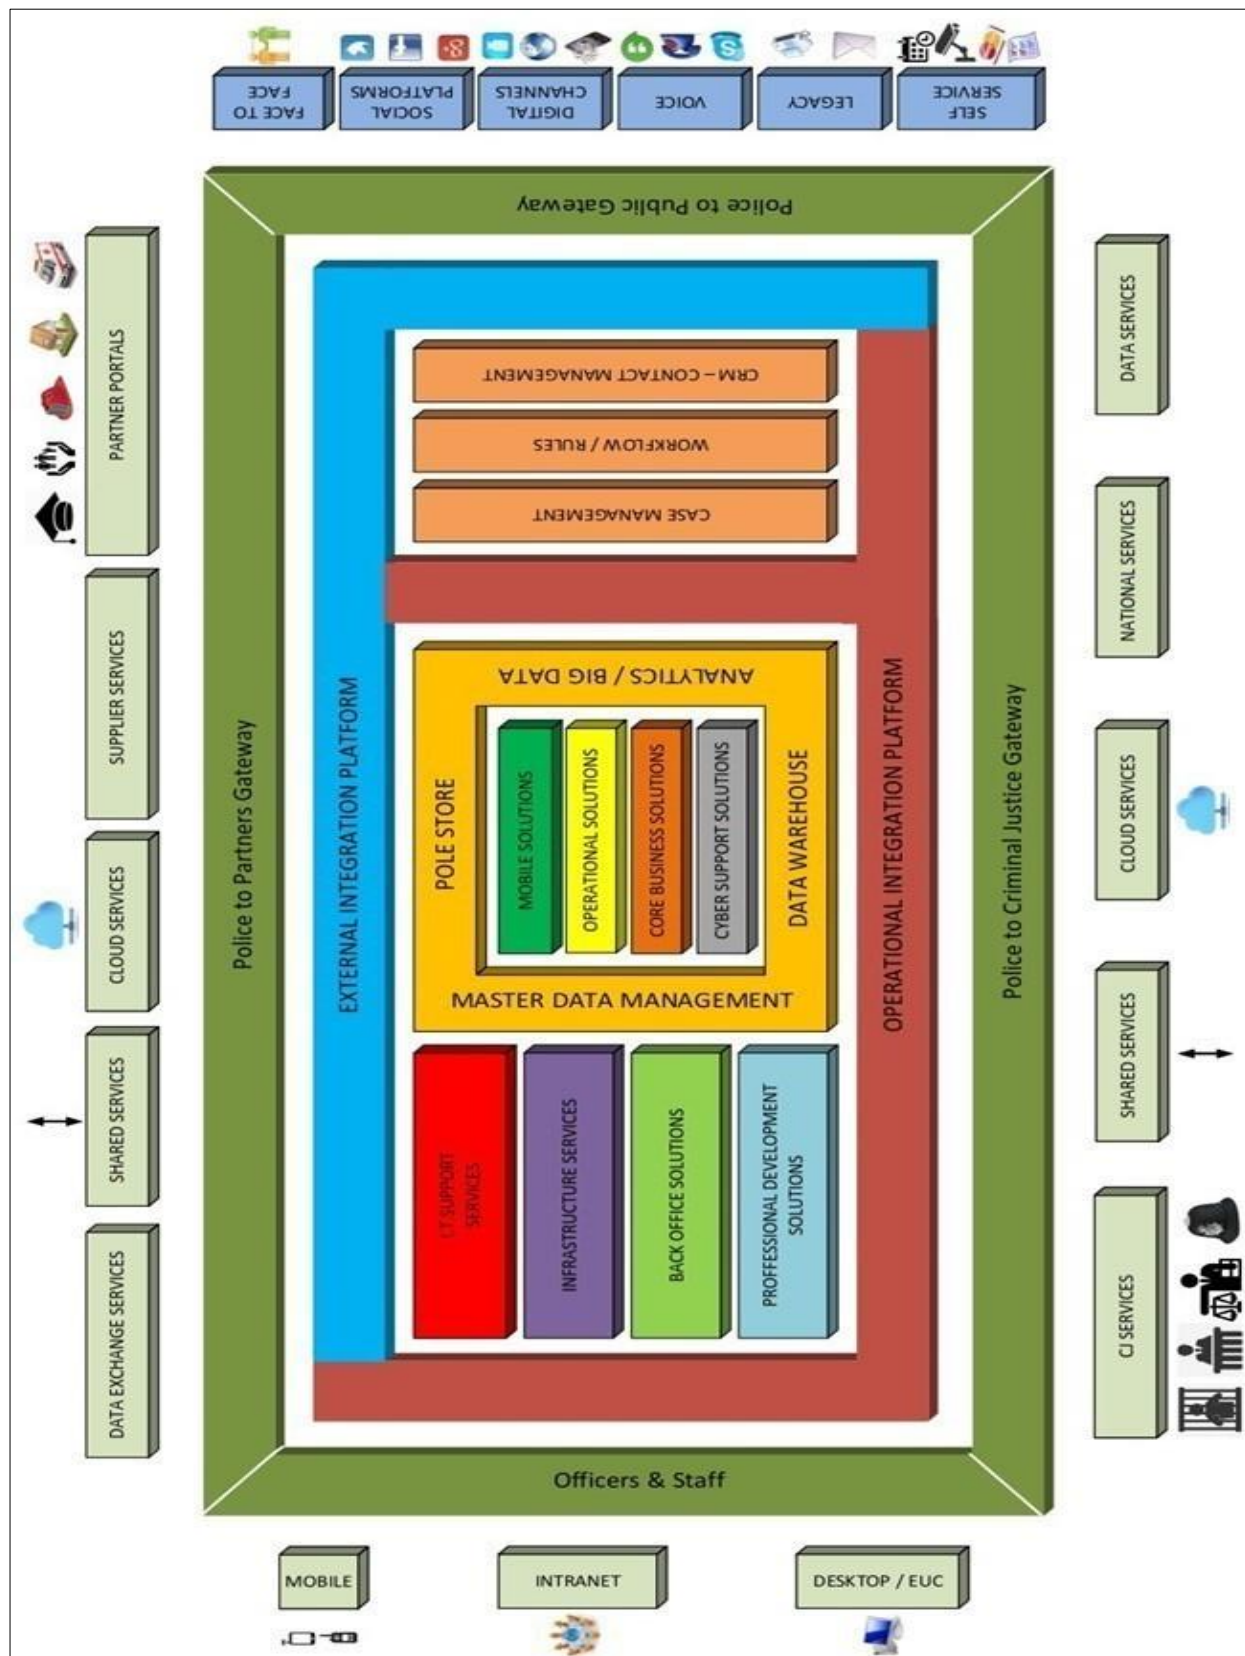 FACE TO
FACE
SOCIAL
PLATFORMS
DIGITAL
CHANNELS
VOICE
LEGACY
SELF
SERVICE
Police to Public Gateway
PARTNER PORTALS
SUPPLIER SERVICES
CLOUD SERVICES
SHARED SERVICES
DATA EXCHANGE SERVICES
Police to Partners Gateway
EXTERNAL INTEGRATION PLATFORM
CRM – CONTACT MANAGEMENT
WORKFLOW / RULES
CASE MANAGEMENT
ANALYTICS / BIG DATA
POLE STORE
MOBILE SOLUTIONS
OPERATIONAL SOLUTIONS
CORE BUSINESS SOLUTIONS
CYBER SUPPORT SOLUTIONS
DATA WAREHOUSE
MASTER DATA MANAGEMENT
SUPPORT
SERVICES
INFRASTRUCTURE SERVICES
BACK OFFICE SOLUTIONS
PROFFESSIONAL DEVELOPMENT
SOLUTIONS
OPERATIONAL INTEGRATION PLATFORM
Police to Criminal Justice Gateway
DATA SERVICES
NATIONAL SERVICES
CLOUD SERVICES
SHARED SERVICES
CJ SERVICES
Officers & Staff
MOBILE
INTRANET
DESKTOP / EUC